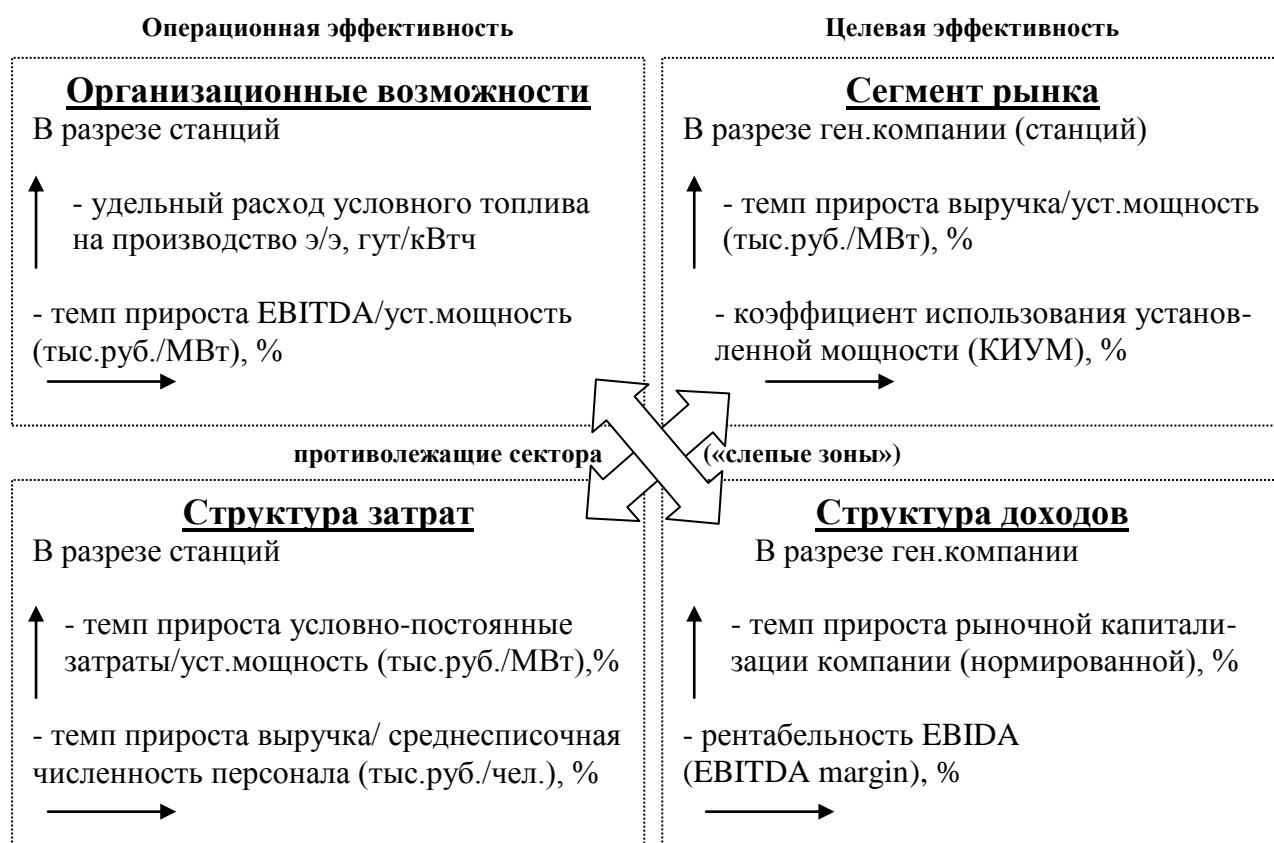 Операционная эффективность
Целевая эффективность
Организационные возможности
В разрезе станций
- удельный расход условного топлива
на производство э/э, гут/кВтч
- темп прироста EBITDA/уст.мощность
(тыс.руб./МВт), %
Сегмент рынка
В разрезе ген.компании (станций)
- темп прироста выручка/уст.мощность
(тыс.руб./МВт), %
- коэффициент использования установ-
ленной мощности (КИУМ), %
противолежащие сектора
(«слепые зоны»)
Структура затрат
В разрезе станций
- темп прироста условно-постоянные
затраты/уст.мощность (тыс.руб./МВт),%
- темп прироста выручка/ среднесписочная
численность персонала (тыс.руб./чел.), %
Структура доходов
В разрезе ген.компании
- темп прироста рыночной капитали-
зации компании (нормированной), %
- рентабельность EBIDA
(EBITDA margin), %